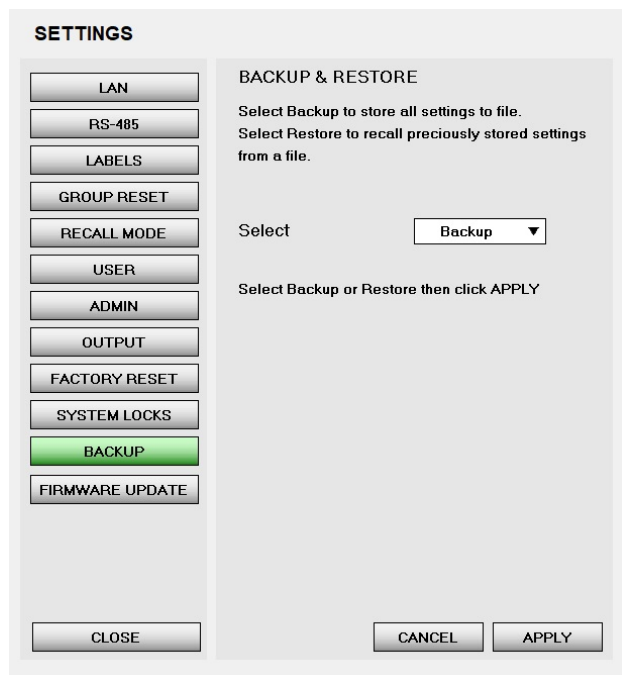 SETTINGS
LAN
RS-485
LABELS
GROUP RESET
RECALL MODE
USER
ADMIN
OUTPUT
FACTORY RESET
SYSTEM LOCKS
BACKUP
FIRMWARE UPDATE
CLOSE
BACKUP & RESTORE
Select Backup to store all settings to file.
Select Restore to recall preciously stored settings
from a file.
Select Backup ▼
Select Backup or Restore then click APPLY
CANCEL APPLY